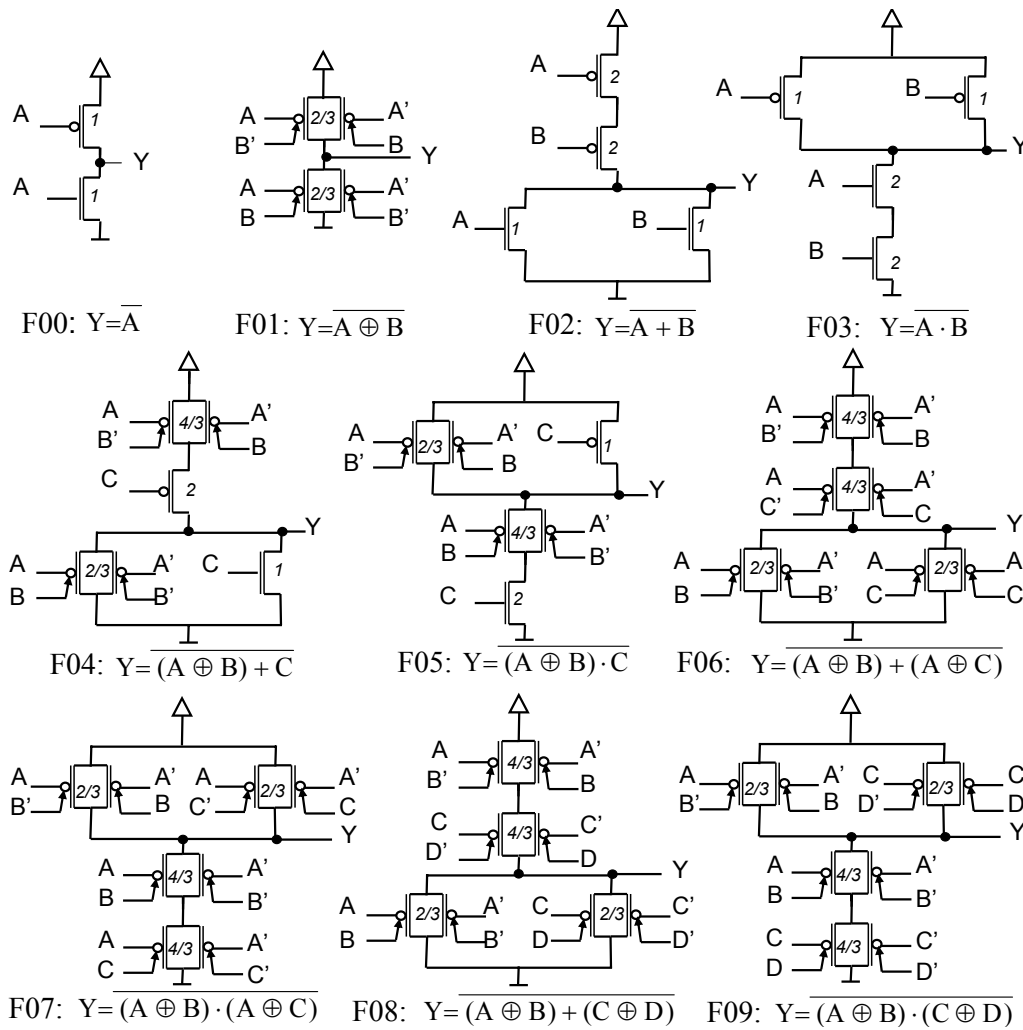 A
1
A
1
Y
F00: Y=A̅
A
B'
2/3
A'
B
Y
A
B
2/3
A'
B'
F01: Y=A ⊕ B
A
2
B
2
Y
A
1
B
1
F02: Y=A + B
A
1
B
1
Y
A
2
B
2
F03: Y=A · B
A
B'
4/3
A'
B
C
2
Y
A
B
2/3
A'
B'
C
1
F04: Y=(A ⊕ B) + C
A
B'
2/3
A'
B
C
1
Y
A
B
4/3
A'
B'
C
2
F05: Y=(A ⊕ B) · C
A
B'
4/3
A'
B
A
C'
4/3
A'
C
Y
A
B
2/3
A'
B'
A
C
2/3
A
C
F06: Y=(A ⊕ B) + (A ⊕ C)
A
B'
2/3
A'
B
A
C'
2/3
A'
C
Y
A
B
4/3
A'
B'
A
C
4/3
A'
C'
F07: Y=(A ⊕ B) · (A ⊕ C)
A
B'
4/3
A'
B
C
D'
4/3
C'
D
Y
A
B
2/3
A'
B'
C
D
2/3
C'
D'
F08: Y=(A ⊕ B) + (C ⊕ D)
A
B'
2/3
A'
B
C
D'
2/3
C
D
Y
A
B
4/3
A'
B'
C
D
4/3
C'
D'
F09: Y=(A ⊕ B) · (C ⊕ D)